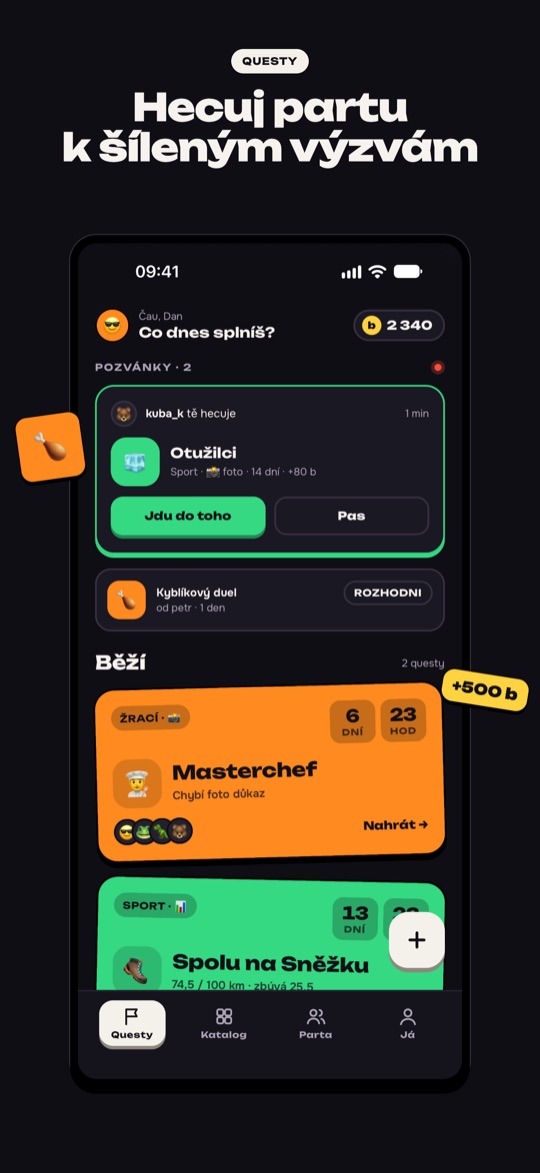 QUESTY
Hecuj partu
k šíleným výzvám
09:41
Čau, Dan
Co dnes splníš?
b 2 340
POZVÁNKY · 2
kuba_k tě hecuje
1 min
Otužilci
Sport · foto · 14 dní · +80 b
Jdu do toho
Pas
Kyblíkový duel
od petr · 1 den
ROZHODNI
Běží
2 questy
+500 b
ŽRACÍ ·
6 DNÍ
23 HOD
Masterchef
Chybí foto důkaz
Nahrát →
SPORT ·
13 DNÍ
+
Spolu na Sněžku
74,5 / 100 km · zbývá 25,5
Questy
Katalog
Parta
Já